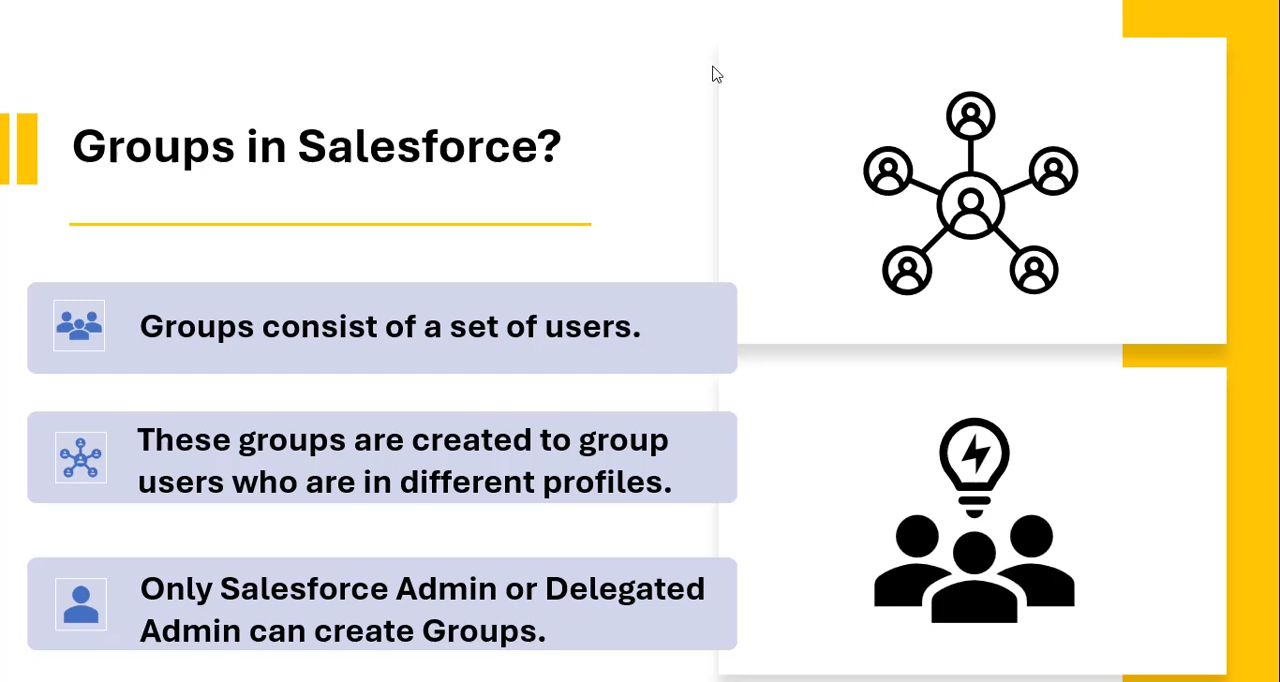 Groups in Salesforce?
Groups consist of a set of users.
These groups are created to group
users who are in different profiles.
Only Salesforce Admin or Delegated
Admin can create Groups.